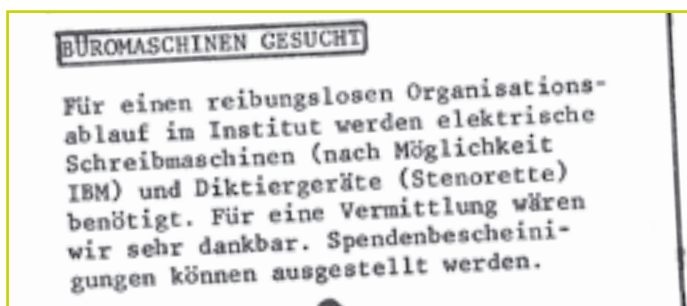 BÜROMASCHINEN GESUCHT
Für einen reibungslosen Organisations-
ablauf im Institut werden elektrische
Schreibmaschinen (nach Möglichkeit
IBM) und Diktiergeräte (Stenorette)
benötigt. Für eine Vermittlung wären
wir sehr dankbar. Spendenbescheini-
gungen können ausgestellt werden.